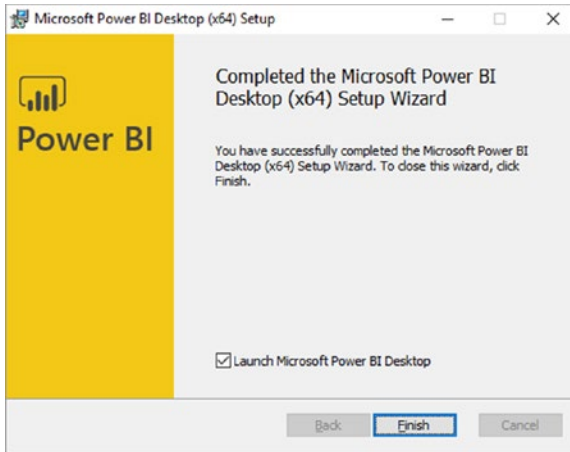 Microsoft Power BI Desktop (x64) Setup
Power BI
Completed the Microsoft Power BI
Desktop (x64) Setup Wizard
You have successfully completed the Microsoft Power BI
Desktop (x64) Setup Wizard. To close this wizard, click
Finish.
Launch Microsoft Power BI Desktop
Back
Finish
Cancel